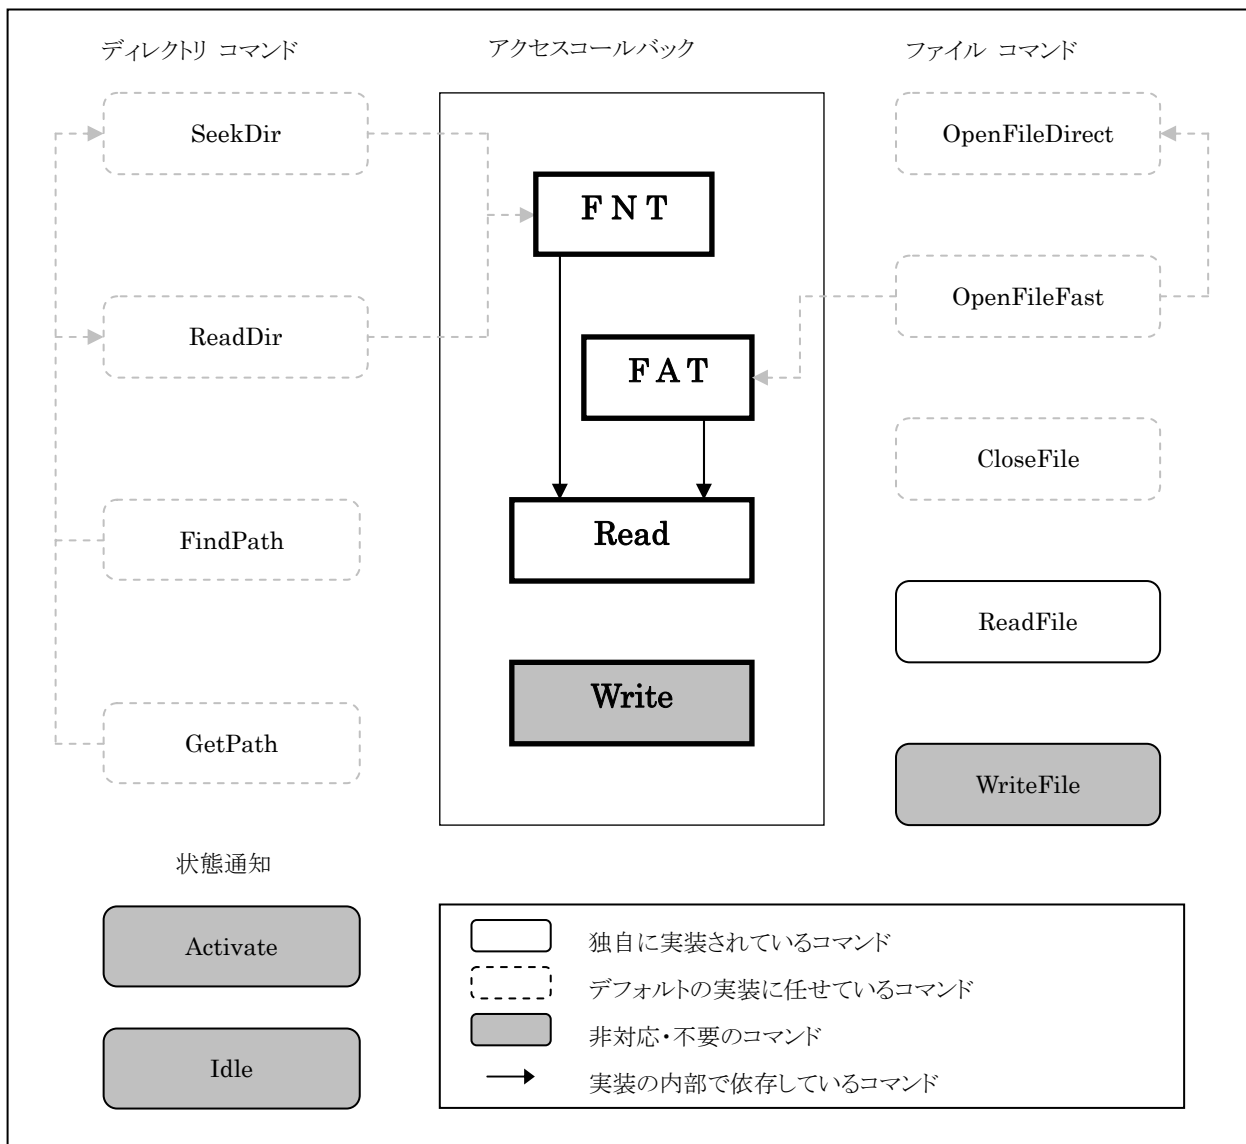 ディレクトリ コマンド
アクセスコールバック
ファイル コマンド
SeekDir
OpenFileDirect
FNT
ReadDir
OpenFileFast
FAT
CloseFile
FindPath
Read
ReadFile
Write
GetPath
WriteFile
状態通知
Activate
Idle
独自に実装されているコマンド
デフォルトの実装に任せているコマンド
非対応・不要のコマンド
実装の内部で依存しているコマンド